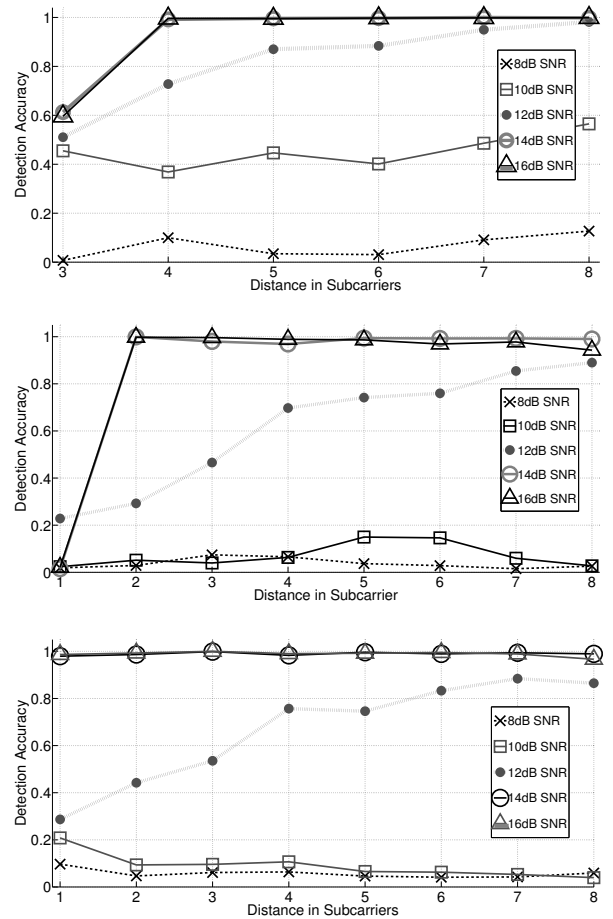 1
0.8
0.6
0.4
0.2
0
Detection Accuracy
8dB SNR
10dB SNR
12dB SNR
14dB SNR
16dB SNR
3 4 5 6 7 8
Distance in Subcarriers
1
0.8
0.6
0.4
0.2
0
Detection Accuracy
8dB SNR
10dB SNR
12dB SNR
14dB SNR
16dB SNR
1 2 3 4 5 6 7 8
Distance in Subcarrier
1
0.8
0.6
0.4
0.2
0
Detection Accuracy
8dB SNR
10dB SNR
12dB SNR
14dB SNR
16dB SNR
1 2 3 4 5 6 7 8
Distance in Subcarriers